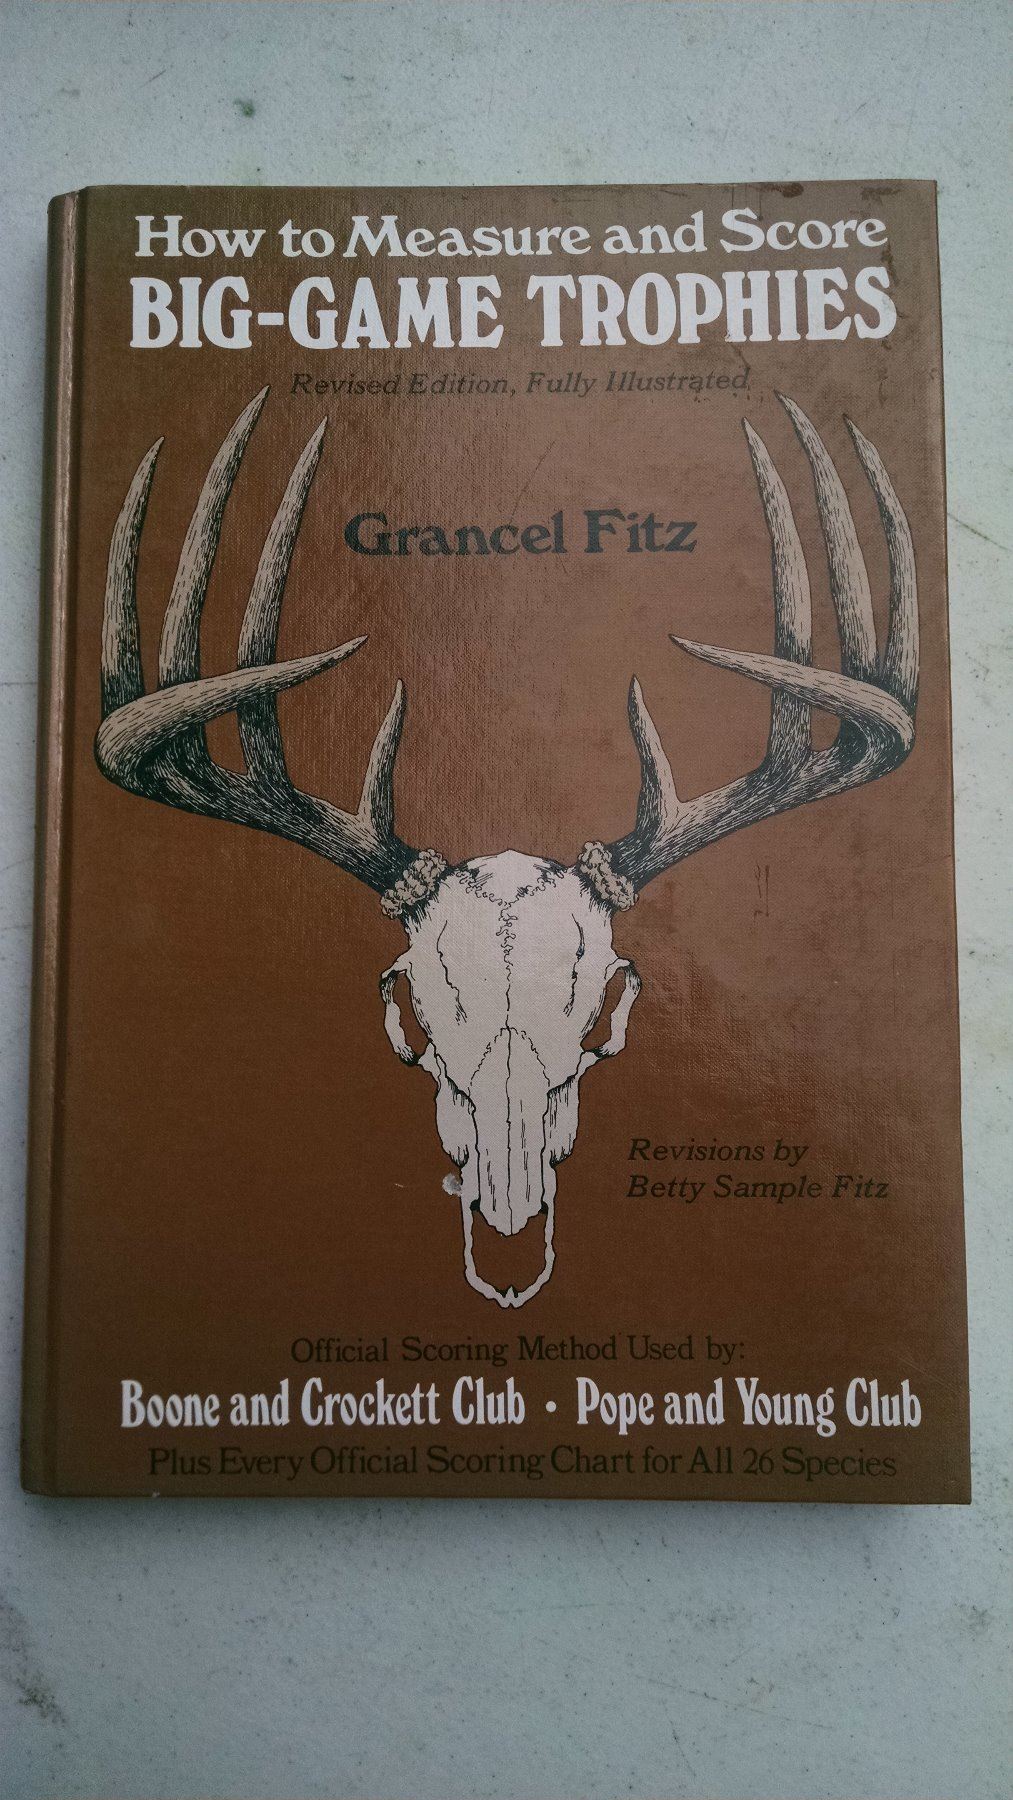 How to Measure and Score
BIG-GAME TROPHIES
Revised Edition, Fully Illustrated
Grancel Fitz
Revisions by
Betty Sample Fitz
Official Scoring Method Used by:
Boone and Crockett Club • Pope and Young Club
Plus Every Official Scoring Chart for All 26 Species